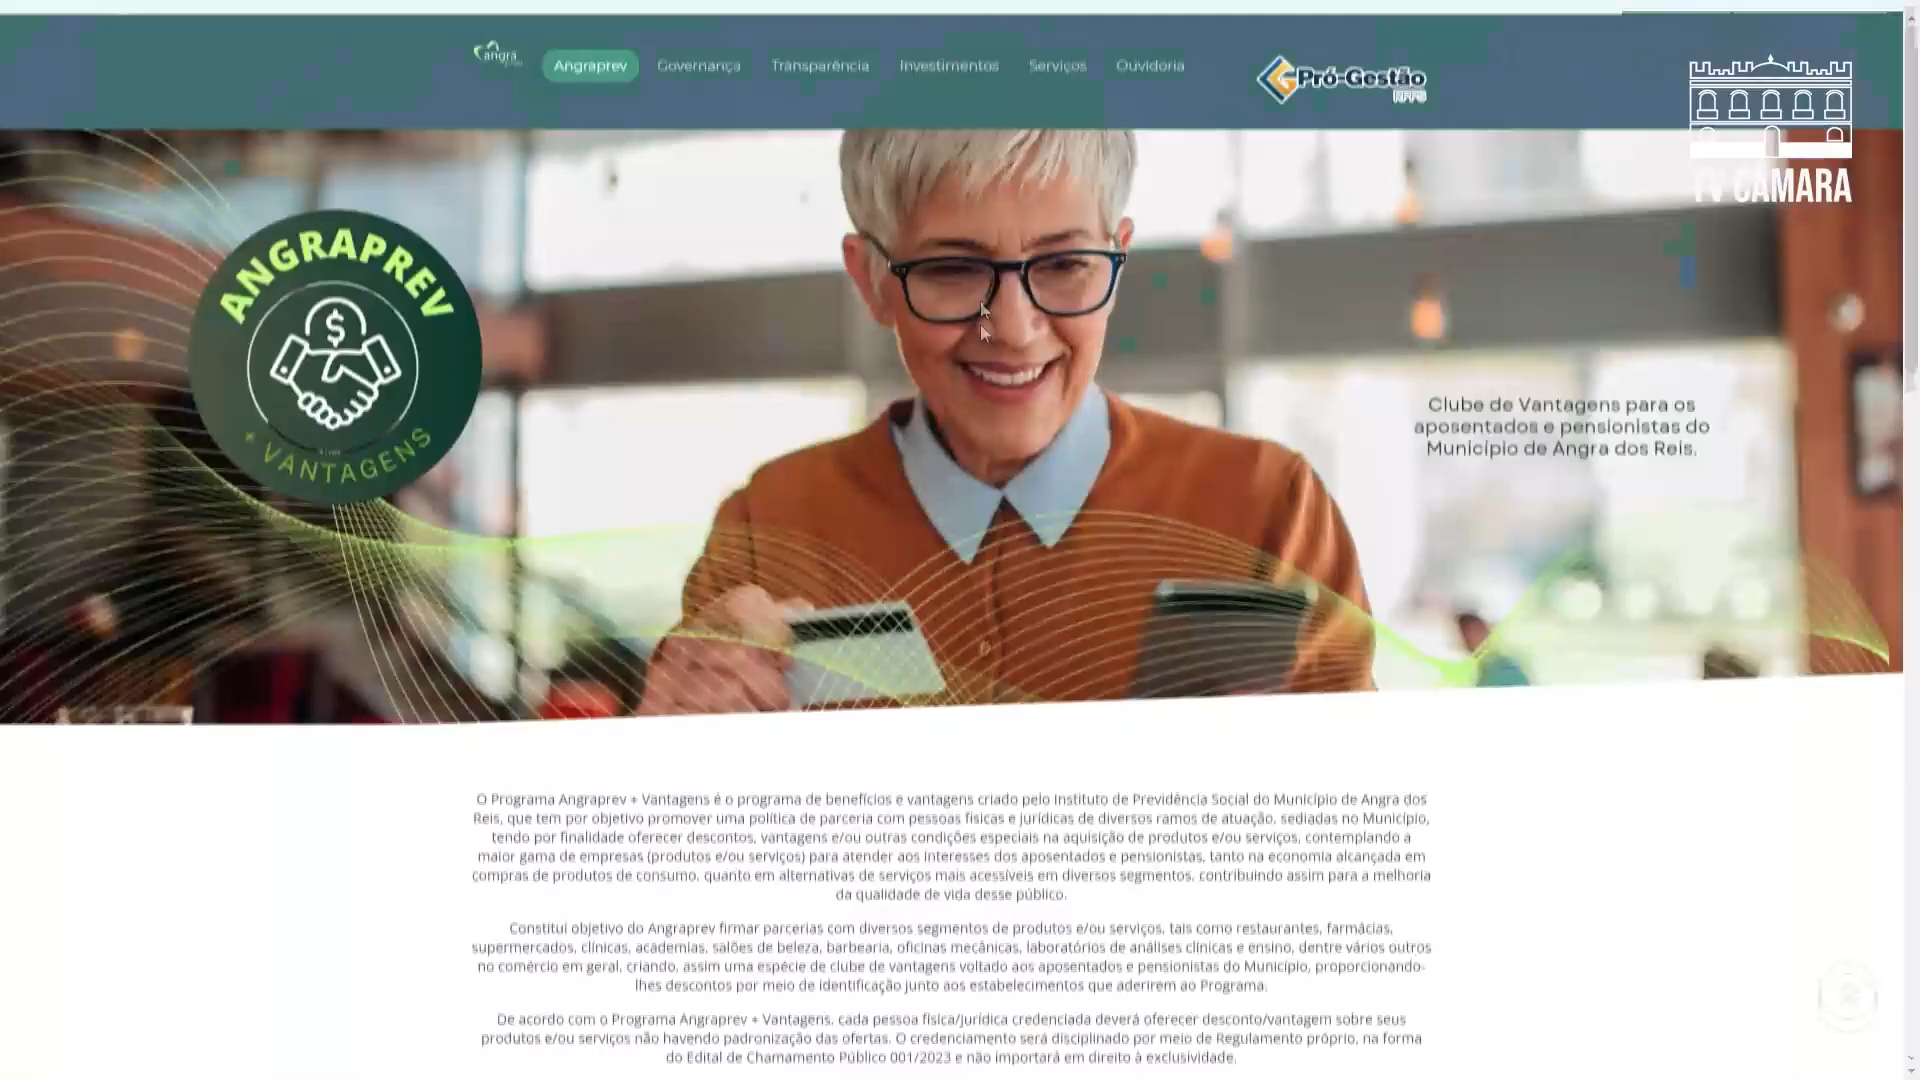 angra
Angraprev
Governança
Transparência
Investimentos
Serviços
Ouvidoria
Pró-Gestão
RPPS
TV CÂMARA
ANGRAPREV
$
+ VANTAGENS
Clube de Vantagens para os
aposentados e pensionistas do
Município de Angra dos Reis.
O Programa Angraprev + Vantagens é o programa de benefícios e vantagens criado pelo Instituto de Previdência Social do Município de Angra dos
Reis, que tem por objetivo promover uma política de parceria com pessoas físicas e jurídicas de diversos ramos de atuação, sediadas no Município,
tendo por finalidade oferecer descontos, vantagens e/ou outras condições especiais na aquisição de produtos e/ou serviços, contemplando a
maior gama de empresas (produtos e/ou serviços) para atender aos interesses dos aposentados e pensionistas, tanto na economia alcançada em
compras de produtos de consumo, quanto em alternativas de serviços mais acessíveis em diversos segmentos, contribuindo assim para a melhoria
da qualidade de vida desse público.
Constitui objetivo do Angraprev firmar parcerias com diversos segmentos de produtos e/ou serviços, tais como restaurantes, farmácias,
supermercados, clínicas, academias, salões de beleza, barbearia, oficinas mecânicas, laboratórios de análises clínicas e ensino, dentre vários outros
no comércio em geral, criando, assim uma espécie de clube de vantagens voltado aos aposentados e pensionistas do Município, proporcionando-
lhes descontos por meio de identificação junto aos estabelecimentos que aderirem ao Programa.
De acordo com o Programa Angraprev + Vantagens, cada pessoa física/jurídica credenciada deverá oferecer desconto/vantagem sobre seus
produtos e/ou serviços não havendo padronização das ofertas. O credenciamento será disciplinado por meio de Regulamento próprio, na forma
do Edital de Chamamento Público 001/2023 e não importará em direito à exclusividade.